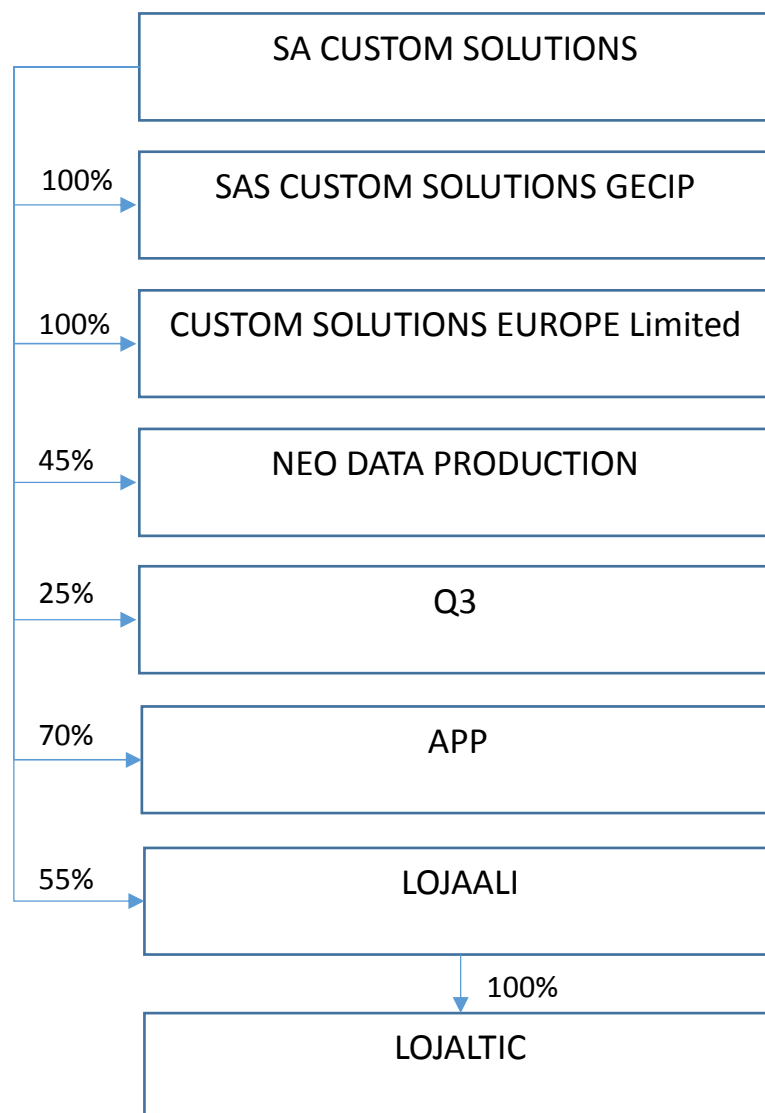 SA CUSTOM SOLUTIONS
100%
SAS CUSTOM SOLUTIONS GECIP
100%
CUSTOM SOLUTIONS EUROPE Limited
45%
NEO DATA PRODUCTION
25%
Q3
70%
APP
55%
LOJAALI
100%
LOJALTIC